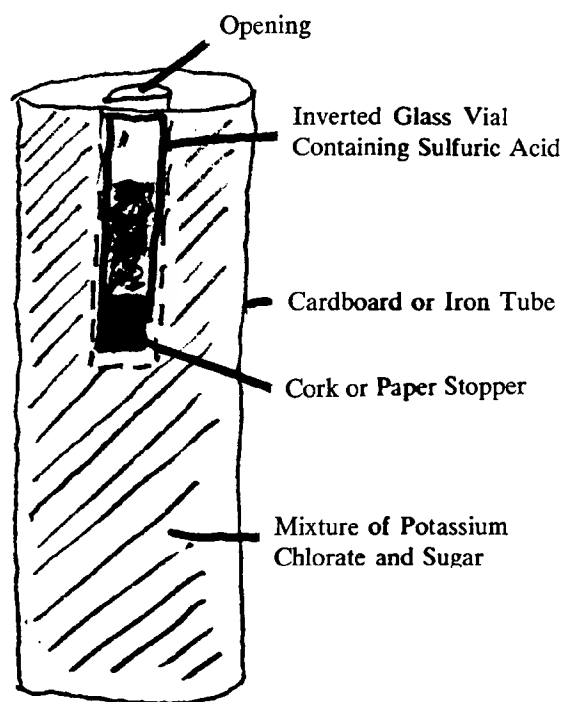 Opening
Inverted Glass Vial
Containing Sulfuric Acid
Cardboard or Iron Tube
Cork or Paper Stopper
Mixture of Potassium
Chlorate and Sugar